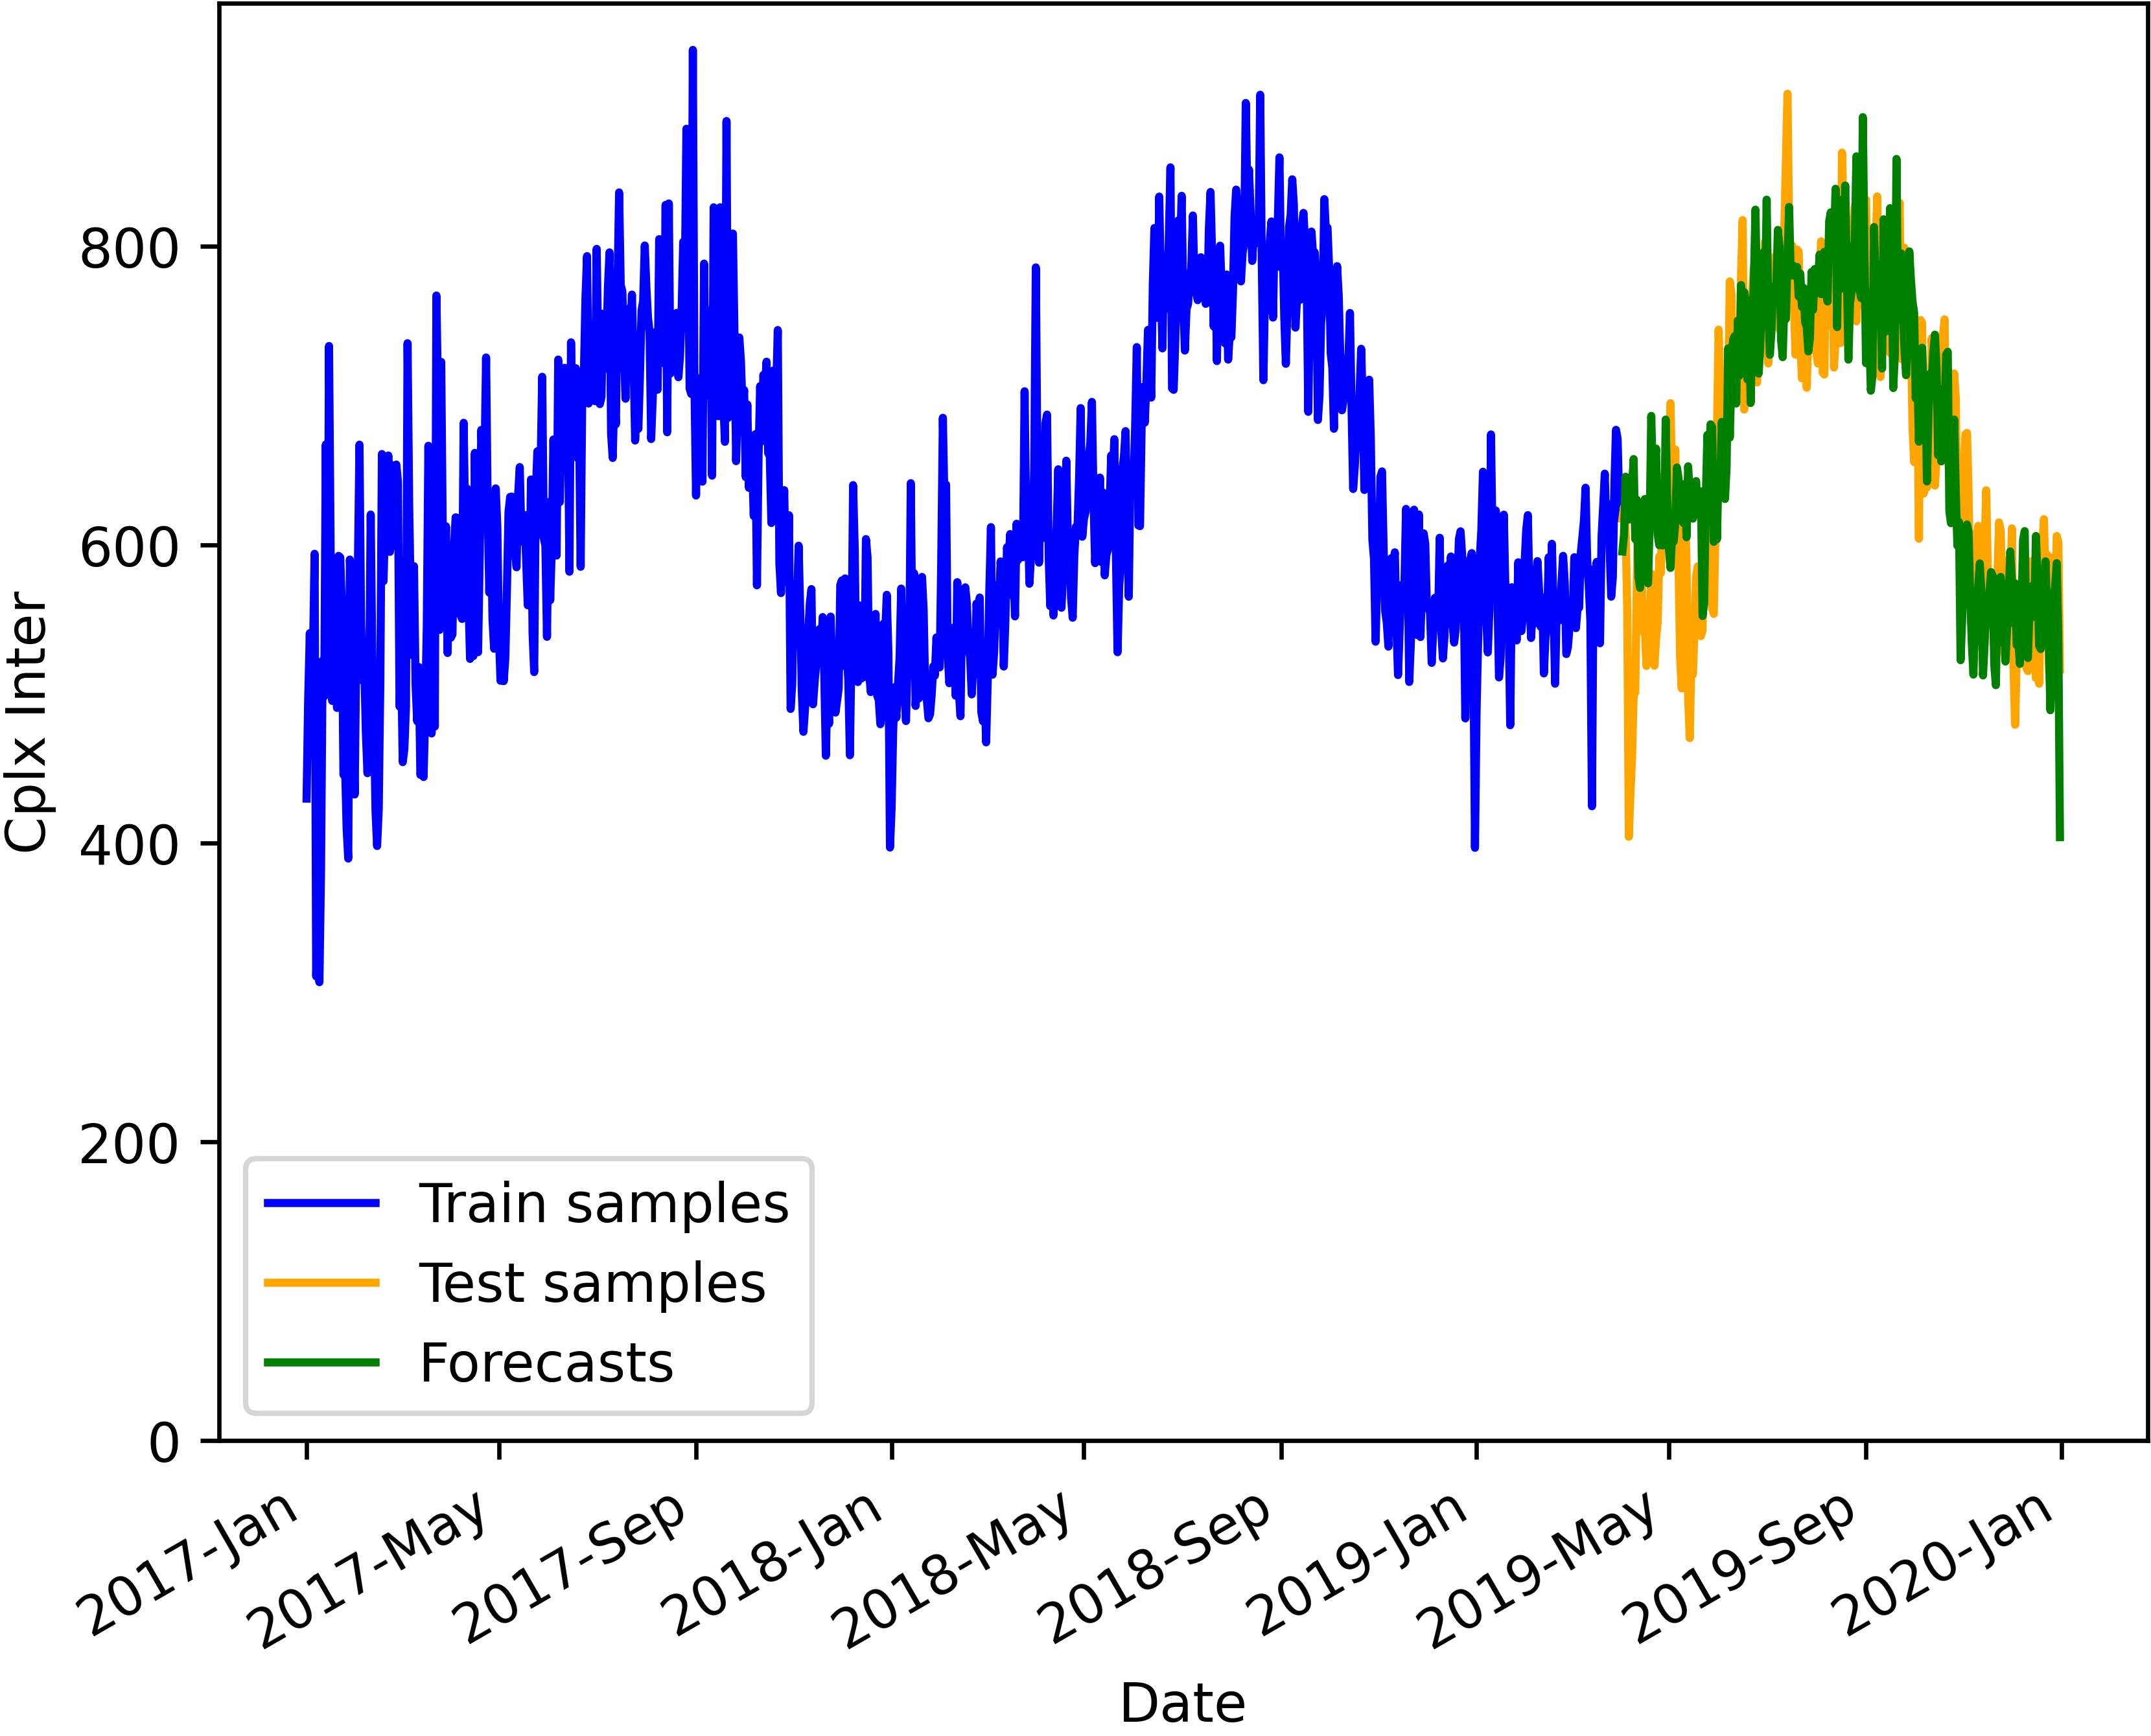 Cplx Inter
800
600
400
200
0
Train samples
Test samples
Forecasts
2017-Jan
2017-May
2017-Sep
2018-Jan
2018-May
2018-Sep
2019-Jan
2019-May
2019-Sep
2020-Jan
Date